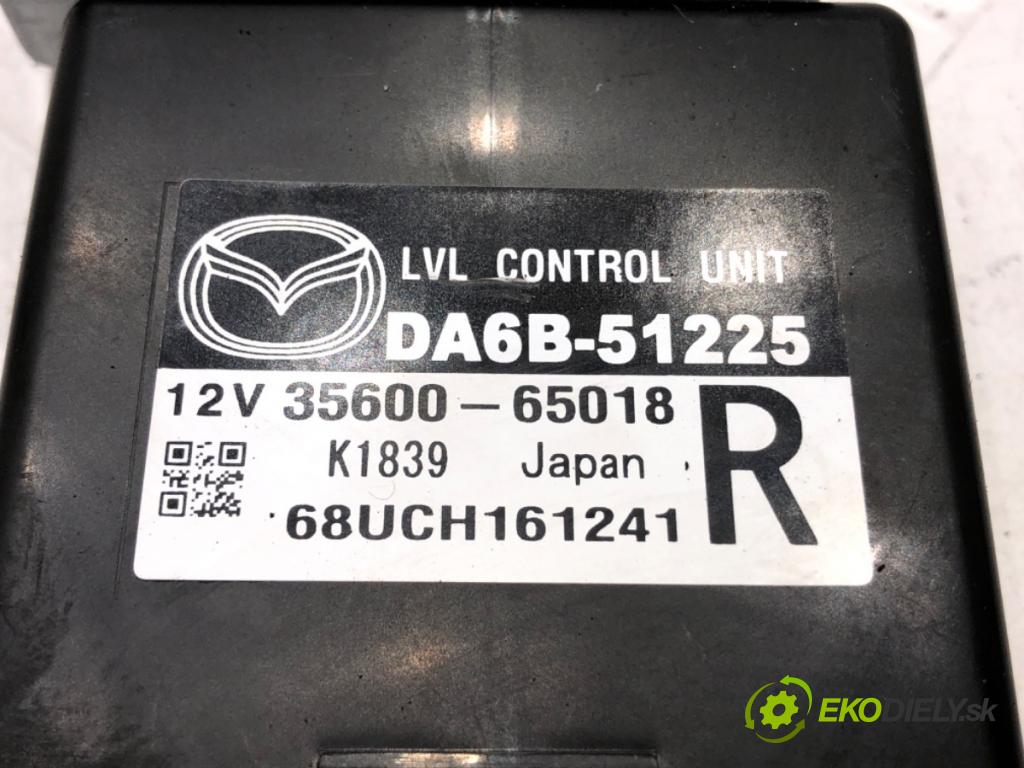 LVL CONTROL UNIT
DA6B-51225
12V 35600-65018
R
K1839 Japan
68UCH161241
EKODIELY.sk